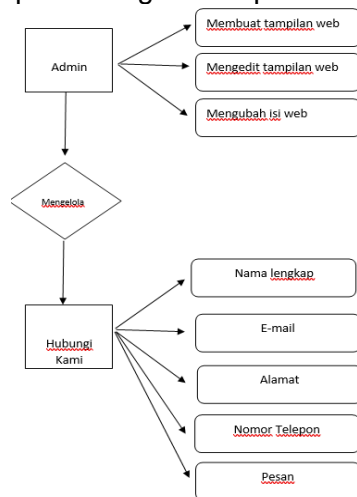 Membuat tampilan web
Admin
Mengedit tampilan web
Mengubah isi web
Mengelola
Nama lengkap
E-mail
Hubungi
Kami
Alamat
Nomor Telepon
Pesan